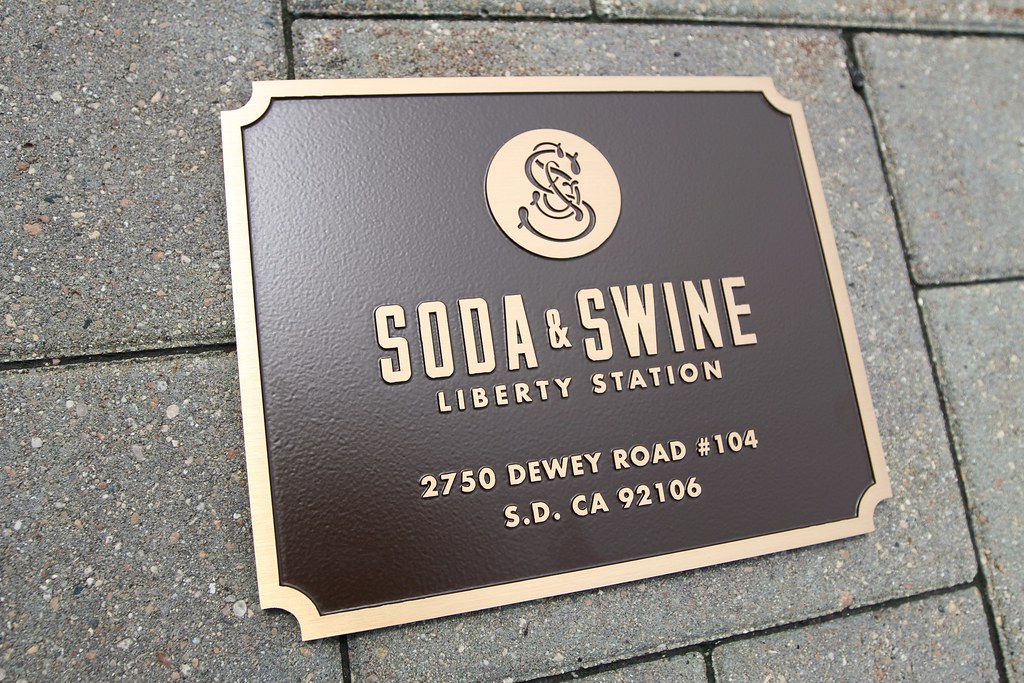 S&S
SODA & SWINE
LIBERTY STATION
2750 DEWEY ROAD #104
S.D. CA 92106